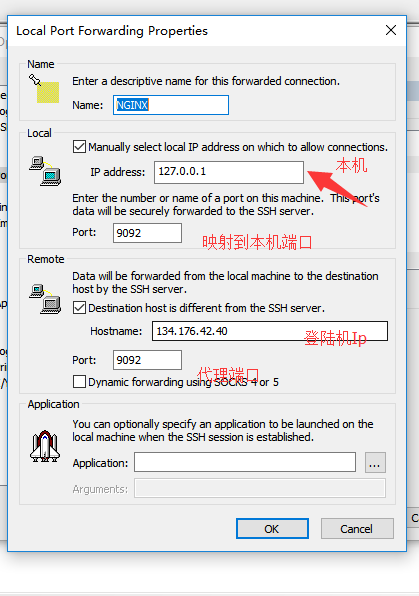 Local Port Forwarding Properties
Name
Enter a descriptive name for this forwarded connection.
Name: NGINX
Local
Manually select local IP address on which to allow connections.
本机
IP address: 127.0.0.1
Enter the number or name of a port on this machine. This port's
data will be securely forwarded to the SSH server.
Port: 9092
映射到本机端口
Remote
Data will be forwarded from the local machine to the destination
host by the SSH server.
Destination host is different from the SSH server.
Hostname: 134.176.42.40
登陆机Ip
Port: 9092
代理端口
Dynamic forwarding using SOCKS 4 or 5
Application
You can optionally specify an application to be launched on the
local machine when the SSH session is established.
Application: ...
Arguments:
OK Cancel